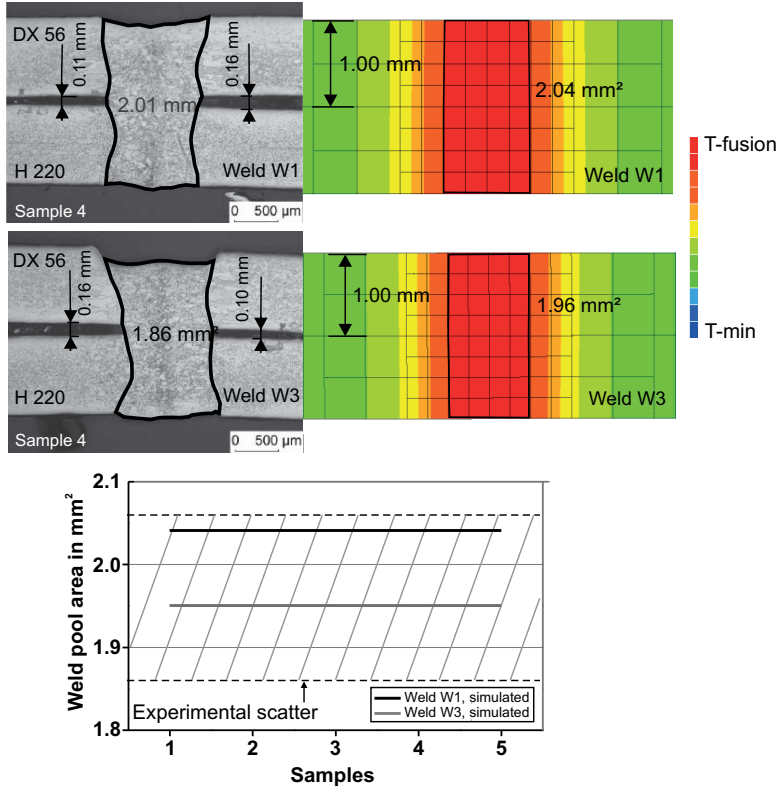 DX 56
0.11 mm
0.16 mm
2.01 mm
H 220
Weld W1
Sample 4
500 µm
1.00 mm
2.04 mm²
Weld W1
T-fusion
T-min
DX 56
0.16 mm
0.10 mm
1.86 mm²
H 220
Weld W3
Sample 4
500 µm
1.00 mm
1.96 mm²
Weld W3
Weld pool area in mm²
2.1
2.0
1.9
1.8
Experimental scatter
Weld W1, simulated
Weld W3, simulated
1 2 3 4 5
Samples